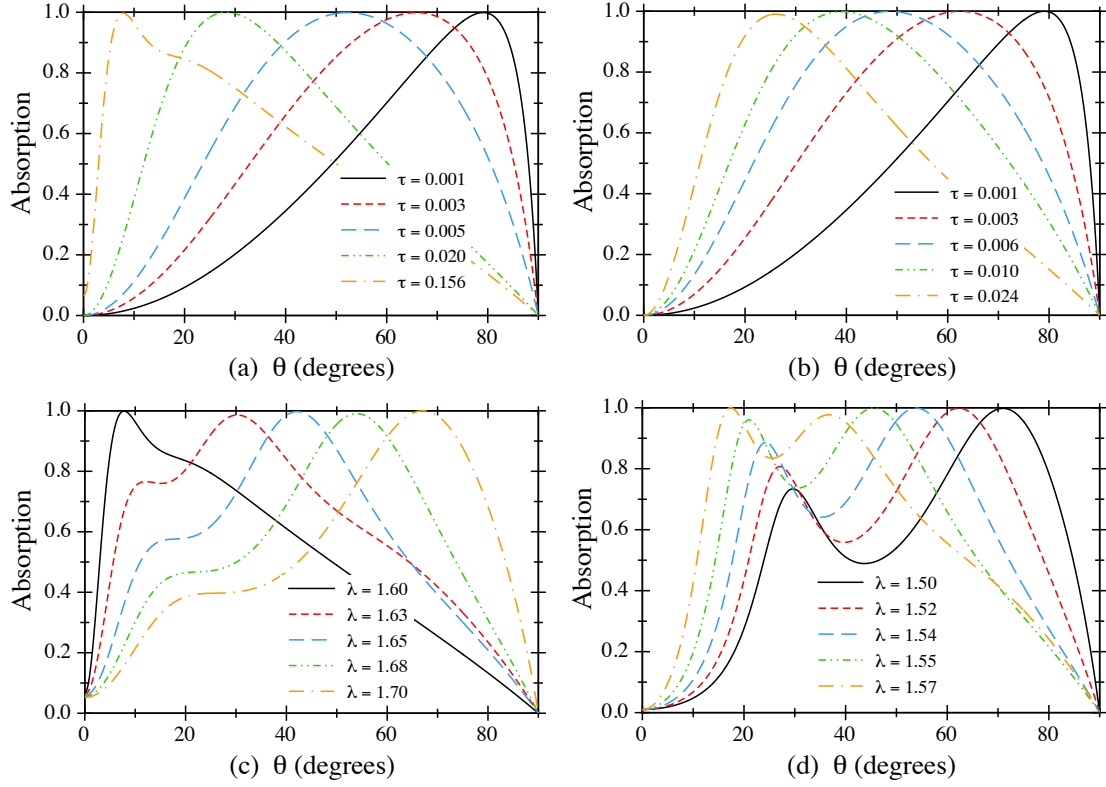 Absorption
1.0
0.8
0.6
0.4
0.2
0.0
τ = 0.001
τ = 0.003
τ = 0.005
τ = 0.020
τ = 0.156
0 20 40 60 80
(a) θ (degrees)
Absorption
1.0
0.8
0.6
0.4
0.2
0.0
τ = 0.001
τ = 0.003
τ = 0.006
τ = 0.010
τ = 0.024
0 20 40 60 80
(b) θ (degrees)
Absorption
1.0
0.8
0.6
0.4
0.2
0.0
λ = 1.60
λ = 1.63
λ = 1.65
λ = 1.68
λ = 1.70
0 20 40 60 80
(c) θ (degrees)
Absorption
1.0
0.8
0.6
0.4
0.2
0.0
λ = 1.50
λ = 1.52
λ = 1.54
λ = 1.55
λ = 1.57
0 20 40 60 80
(d) θ (degrees)